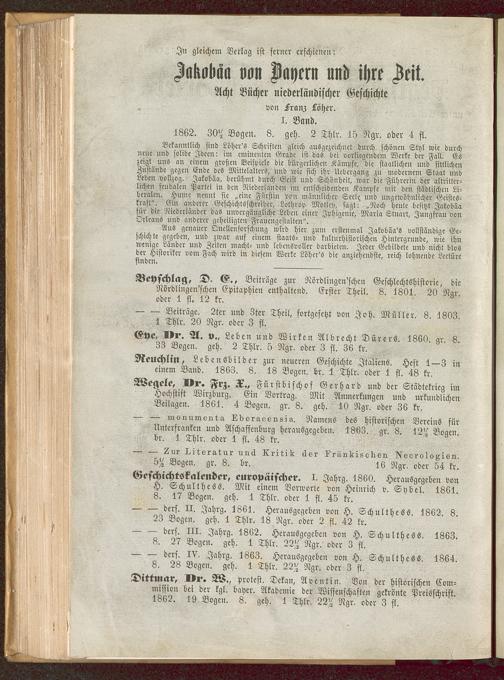 In gleichem Verlag ist ferner erschienen:
Jakobäa von Bayern und ihre Zeit.
Acht Bücher niederländischer Geschichte
von Franz Löher.
I. Band.
1862. 30½ Bogen. 8. geh. 2 Thlr. 15 Ngr. oder 4 fl.
Bekanntlich sind Löher's Schriften gleich ausgezeichnet durch schönen Styl wie durch
neue und solide Ideen: im eminenten Grade ist das bei vorliegendem Werke der Fall. Es
zeigt uns an einem großen Beispiele die bürgerlichen Kämpfe, die staatlichen und sittlichen
Zustände gegen Ende des Mittelalters, und wie sich ihr Uebergang zu modernem Staat und
Leben vollzog. Jakobäa, berühmt durch Geist und Schönheit, war die Führerin der altritter-
lichen feudalen Partei in den Niederlanden im entscheidenden Kampfe mit den städtischen Li-
beralen. Hume nennt sie „eine Fürstin von männlicher Seele und ungewöhnlicher Geistes-
kraft". Ein anderer Geschichtschreiber, Lothrop Motley, sagt: „Noch heute besitzt Jakobäa
für die Niederländer das unvergängliche Leben einer Iphigenie, Maria Stuart, Jungfrau von
Orleans und anderer geheiligten Frauengestalten".
Aus genauer Quellenforschung wird hier zum erstenmal Jakobäa's vollständige Ge-
schichte gegeben, und zwar auf einem staats- und kulturhistorischen Hintergrunde, wie ihn
wenige Länder und Zeiten macht- und lebensvoller darbieten. Jeder Gebildete und nicht blos
der Historiker vom Fach wird in dem Werke Löher's die anziehendste, reich lohnende Lectüre
finden.
Beyschlag, D. E., Beiträge zur Nördlingen'schen Geschlechtshistorie, die
Nördlingen'schen Epitaphien enthaltend. Erster Theil. 8. 1801. 20 Ngr.
oder 1 fl. 12 kr.
— — Beiträge. 2ter und 3ter Theil, fortgesetzt von Joh. Müller. 8. 1803.
1 Thlr. 20 Ngr. oder 3 fl.
Eye, Dr. A. v., Leben und Wirken Albrecht Dürers. 1860. gr. 8.
33 Bogen. geh. 2 Thlr. 5 Ngr. oder 3 fl. 36 kr.
Reuchlin, Lebensbilder zur neueren Geschichte Italiens. Heft 1—3 in
einem Band. 1863. 8. 18 Bogen. br. 1 Thlr. oder 1 fl. 48 kr.
Wegele, Dr. Frz. X., Fürstbischof Gerhard und der Städtekrieg im
Hochstift Wirzburg. Ein Vortrag. Mit Anmerkungen und urkundlichen
Beilagen. 1861. 4 Bogen. gr. 8. geh. 10 Ngr. oder 36 kr.
— — monumenta Eberacensia. Namens des historischen Vereins für
Unterfranken und Aschaffenburg herausgegeben. 1863. gr. 8. 12½ Bogen.
br. 1 Thlr. oder 1 fl. 48 kr.
— — Zur Literatur und Kritik der Fränkischen Necrologien.
5½ Bogen. gr. 8. br. 16 Ngr. oder 54 kr.
Geschichtskalender, europäischer. I. Jahrg. 1860. Herausgegeben von
H. Schulthess. Mit einem Vorworte von Heinrich v. Sybel. 1861.
8. 17 Bogen. geh. 1 Thlr. oder 1 fl. 45 kr.
— — ders. II. Jahrg. 1861. Herausgegeben von H. Schulthess. 1862. 8.
23 Bogen. geh. 1 Thlr. 18 Ngr. oder 2 fl. 42 kr.
— — ders. III. Jahrg. 1862. Herausgegeben von H. Schulthess. 1863.
8. 27 Bogen. geh. 1 Thlr. 22½ Ngr. oder 3 fl.
— — ders. IV. Jahrg. 1863. Herausgegeben von H. Schulthess. 1864.
8. 28 Bogen. geh. 1 Thlr. 22½ Ngr. oder 3 fl.
Dittmar, Dr. W., protest. Dekan, Aventin. Von der historischen Com-
mission bei der kgl. bayer. Akademie der Wissenschaften gekrönte Preisschrift.
1862. 19 Bogen. 8. geh. 1 Thlr. 22½ Ngr. oder 3 fl.